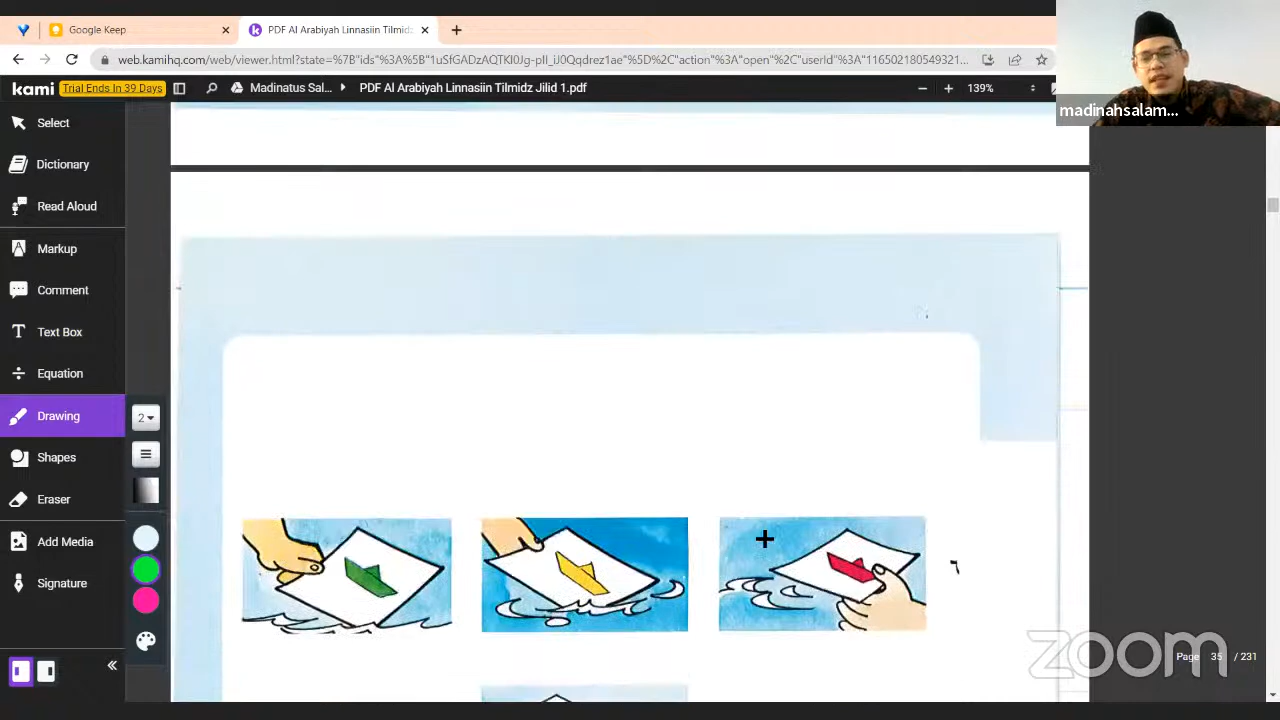 Google Keep
PDF Al Arabiyah Linnasiin Tilmidz
web.kamihq.com/web/viewer.html?state=%7B"ids"%3A%5B"1uSf5ADzAQTKI0Jg-pII_iJ0Qqdrez1ae"%5D%2C"action"%3A"open"%2C"userId"%3A"116502180549321...
kami Trial Ends In 39 Days Madinatus Sal... PDF Al Arabiyah Linnasiin Tilmidz Jilid 1.pdf 139%
madinahsalam...
Select
Dictionary
Read Aloud
Markup
Comment
Text Box
Equation
Drawing
2
Shapes
Eraser
Add Media
Signature
٦
zoom
Page 35 / 231